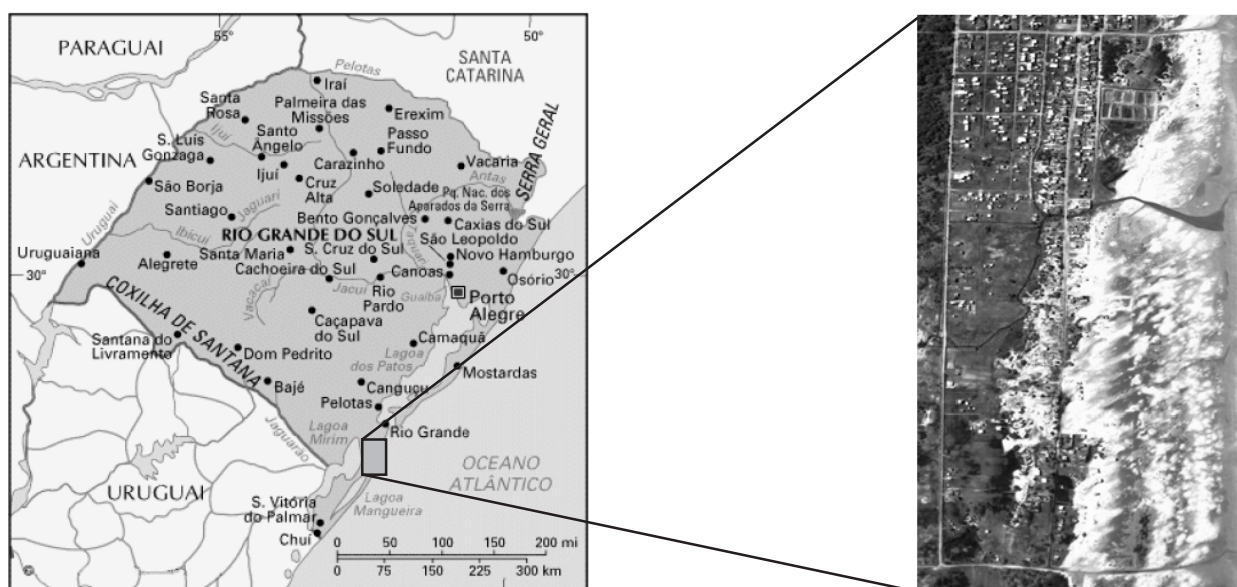 55°
50°
PARAGUAI
SANTA
CATARINA
Pelotas
Iraí
Santa
Rosa
Palmeira das
Missões
Erexim
Ijuí
Santo
Ângelo
Passo
Fundo
S. Luís
Gonzaga
ARGENTINA
Carazinho
Vacaria
SERRA GERAL
Antas
Ijuí
São Borja
Cruz
Alta
Soledade
Pq. Nac. dos
Aparados da Serra
Jaguari
Santiago
Bento Gonçalves
Caxias do Sul
Uruguai
Ibicuí
RIO GRANDE DO SUL
Taquari
São Leopoldo
Uruguaiana
Alegrete
Santa Maria
S. Cruz do Sul
Novo Hamburgo
Cachoeira do Sul
Canoas
Osório
30°
30°
Vacacaí
Jacuí
Rio
Pardo
Guaíba
Porto
Alegre
COXILHA DE SANTANA
Caçapava
do Sul
Santana do
Livramento
Dom Pedrito
Camaquã
Lagoa
dos Patos
Mostardas
Bajé
Canguçu
Pelotas
Jaguarão
Lagoa
Mirim
Rio Grande
OCEANO
ATLÂNTICO
URUGUAI
S. Vitória
do Palmar
Lagoa
Mangueira
Chuí
0 50 100 150 200 mi
0 75 150 225 300 km